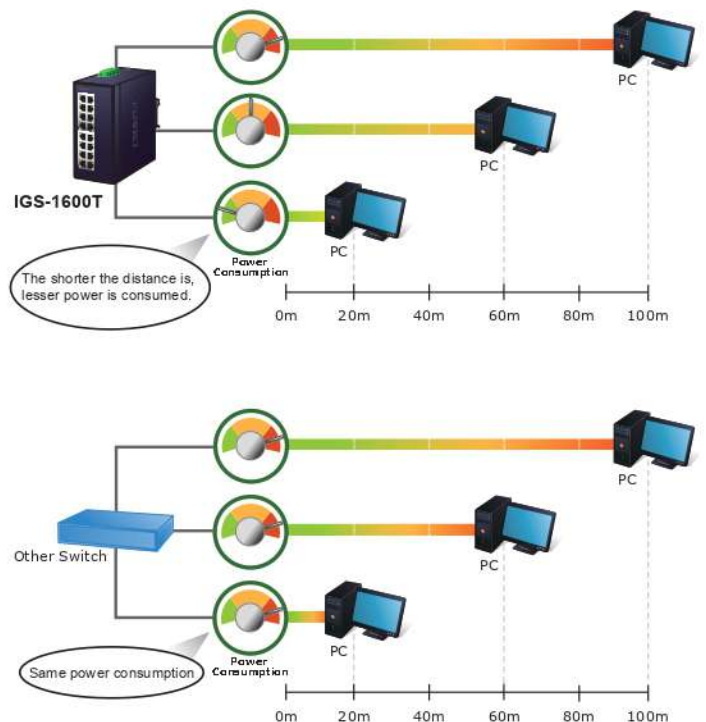 PC
PC
IGS-1600T
PC
Power
Consumption
The shorter the distance is,
lesser power is consumed.
0m 20m 40m 60m 80m 100m
PC
PC
Other Switch
PC
Power
Consumption
Same power consumption
0m 20m 40m 60m 80m 100m